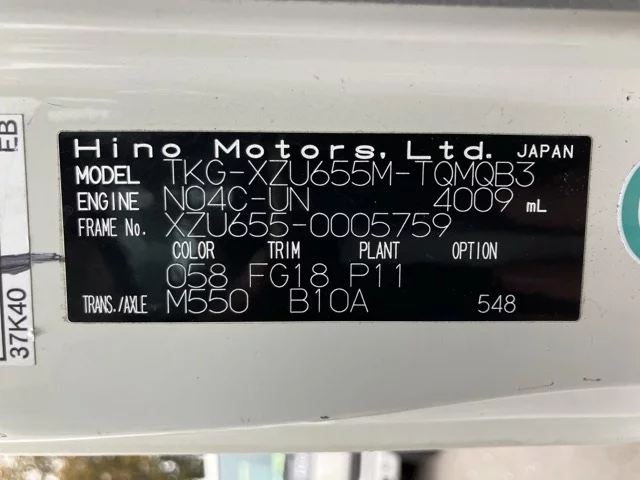 Hino Motors, Ltd. JAPAN
MODEL TKG-XZU655M-TQMQB3
ENGINE N04C-UN 4009 mL
FRAME No. XZU655-0005759
COLOR TRIM PLANT OPTION
058 FG18 P11
TRANS./AXLE M550 B10A 548
EB
37K40